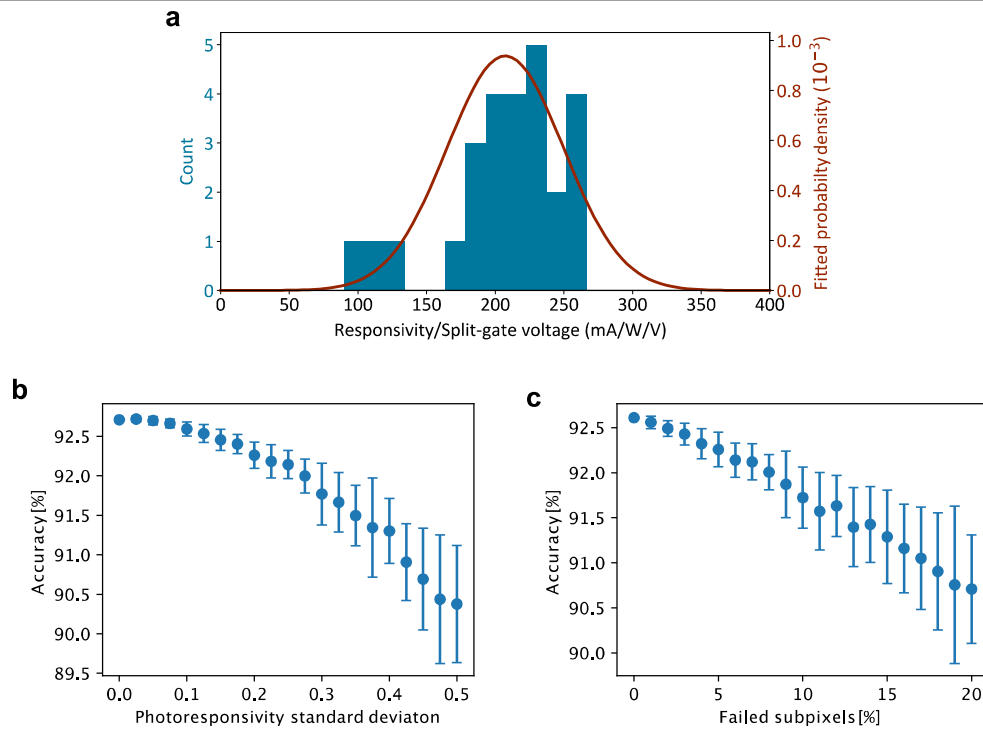 a
5
4
3
2
1
0
Count
1.0
0.8
0.6
0.4
0.2
0.0
Fitted probabilty density (10⁻³)
0 50 100 150 200 250 300 350 400
Responsivity/Split-gate voltage (mA/W/V)
b
92.5
92.0
91.5
91.0
90.5
90.0
89.5
Accuracy[%]
0.0 0.1 0.2 0.3 0.4 0.5
Photoresponsivity standard deviaton
c
92.5
92.0
91.5
91.0
90.5
90.0
Accuracy[%]
0 5 10 15 20
Failed subpixels[%]